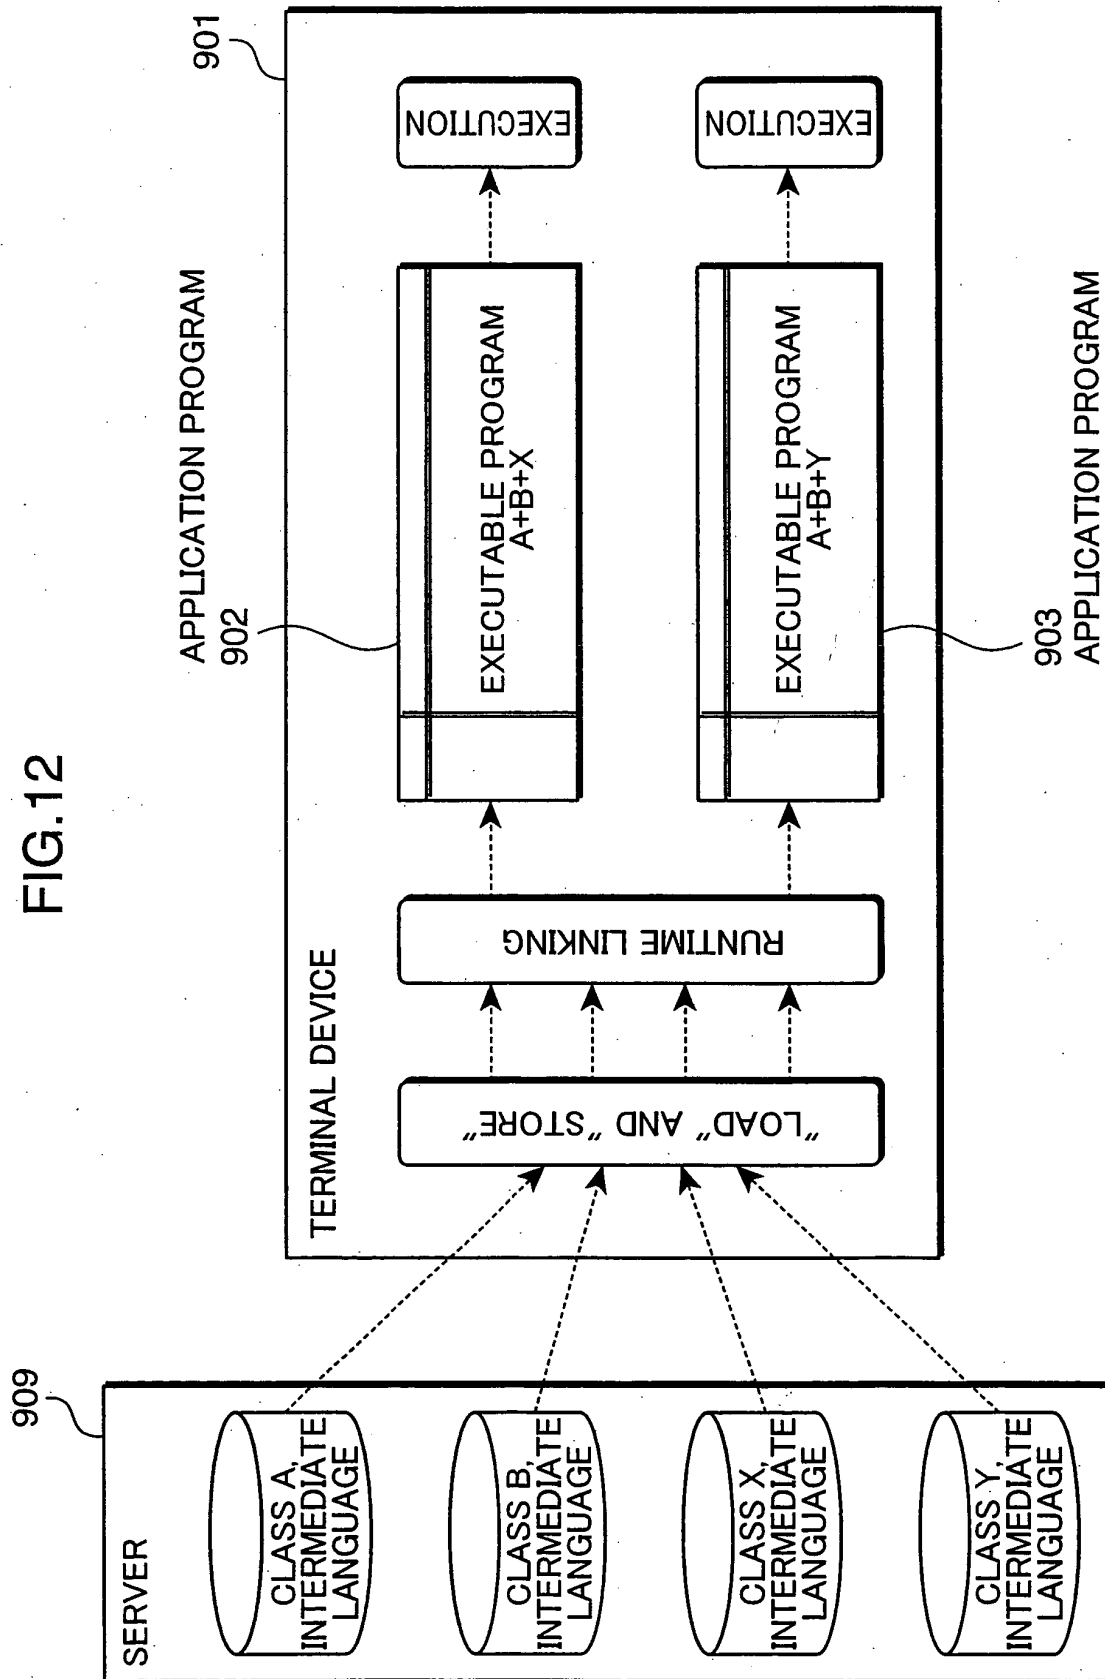 FIG.12
909
SERVER
CLASS A,
INTERMEDIATE
LANGUAGE
CLASS B,
INTERMEDIATE
LANGUAGE
CLASS X,
INTERMEDIATE
LANGUAGE
CLASS Y,
INTERMEDIATE
LANGUAGE
901
TERMINAL DEVICE
"LOAD" AND "STORE"
RUNTIME LINKING
APPLICATION PROGRAM
902
EXECUTABLE PROGRAM
A+B+X
EXECUTION
EXECUTABLE PROGRAM
A+B+Y
EXECUTION
903
APPLICATION PROGRAM